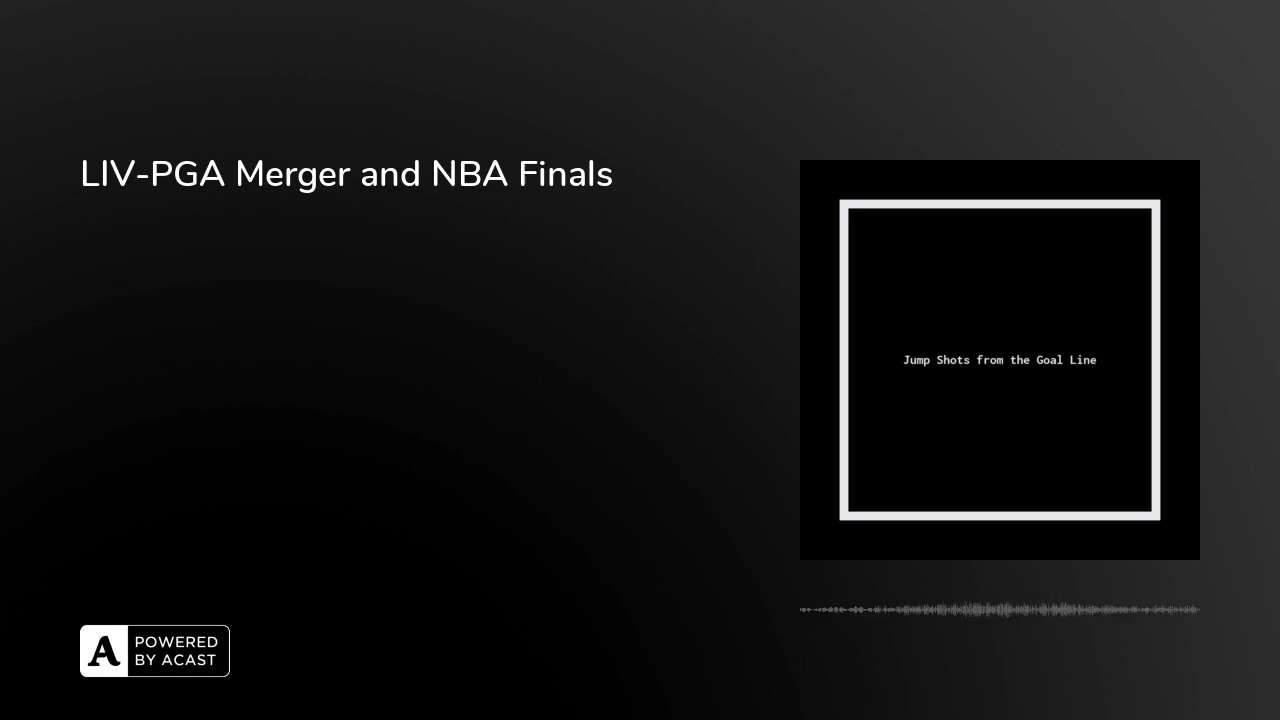 LIV-PGA Merger and NBA Finals
Jump Shots from the Goal Line
A POWERED
BY ACAST